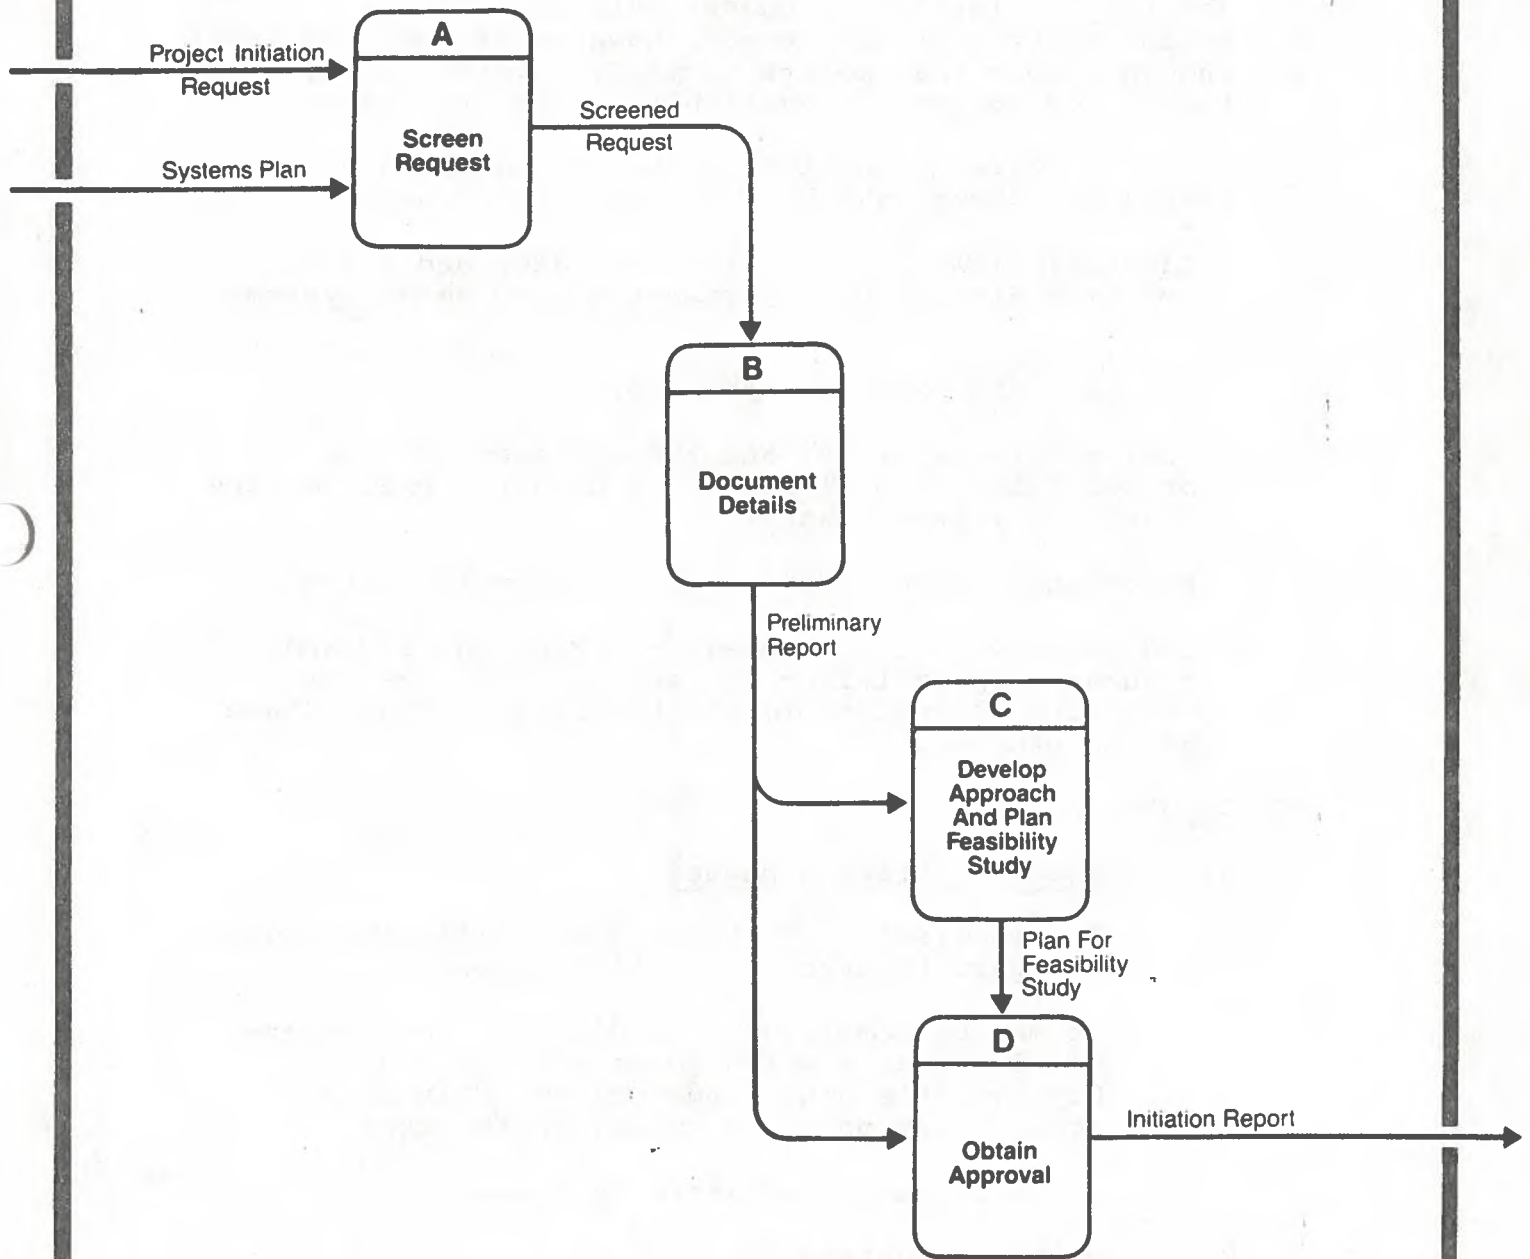 A
Project Initiation
Request
Systems Plan
Screen
Request
Screened
Request
B
Document
Details
Preliminary
Report
C
Develop
Approach
And Plan
Feasibility
Study
Plan For
Feasibility
Study
D
Obtain
Approval
Initiation Report